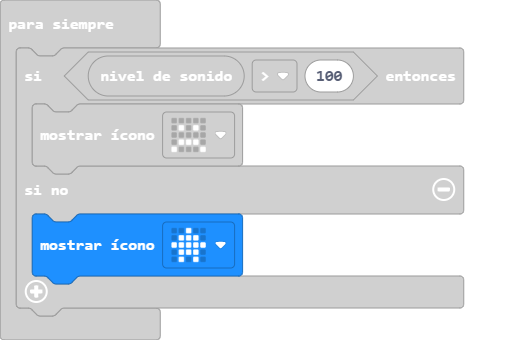 para siempre
si nivel de sonido > 100 entonces
mostrar ícono
si no
mostrar ícono